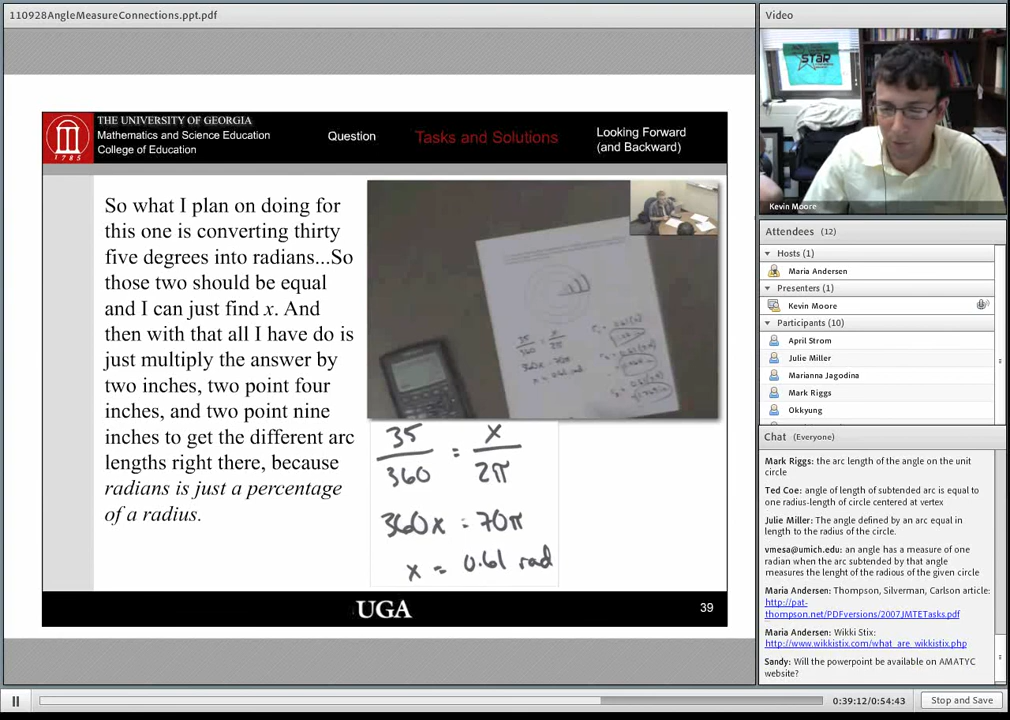 110928AngleMeasureConnections.ppt.pdf
THE UNIVERSITY OF GEORGIA
Mathematics and Science Education
College of Education
1785
Question
Tasks and Solutions
Looking Forward
(and Backward)
So what I plan on doing for
this one is converting thirty
five degrees into radians...So
those two should be equal
and I can just find x. And
then with that all I have do is
just multiply the answer by
two inches, two point four
inches, and two point nine
inches to get the different arc
lengths right there, because
radians is just a percentage
of a radius.
35/360 = x/2π
360x = 70π
x = 0.61 rad
35/360 = x/2π
360x = 70π
x = 0.61 rad
UGA
39
Video
STaR
Kevin Moore
Attendees (12)
Hosts (1)
Maria Andersen
Presenters (1)
Kevin Moore
Participants (10)
April Strom
Julie Miller
Marianna Jagodina
Mark Riggs
Okkyung
Chat (Everyone)
Mark Riggs: the arc length of the angle on the unit
circle
Ted Coe: angle of length of subtended arc is equal to
one radius-length of circle centered at vertex
Julie Miller: The angle defined by an arc equal in
length to the radius of the circle.
vmesa@umich.edu: an angle has a measure of one
radian when the arc subtended by that angle
measures the lenght of the radious of the given circle
Maria Andersen: Thompson, Silverman, Carlson article:
http://pat-
thompson.net/PDFversions/2007JMTETasks.pdf
Maria Andersen: Wikki Stix:
http://www.wikkistix.com/what_are_wikkistix.php
Sandy: Will the powerpoint be available on AMATYC
website?
0:39:12/0:54:43
Stop and Save